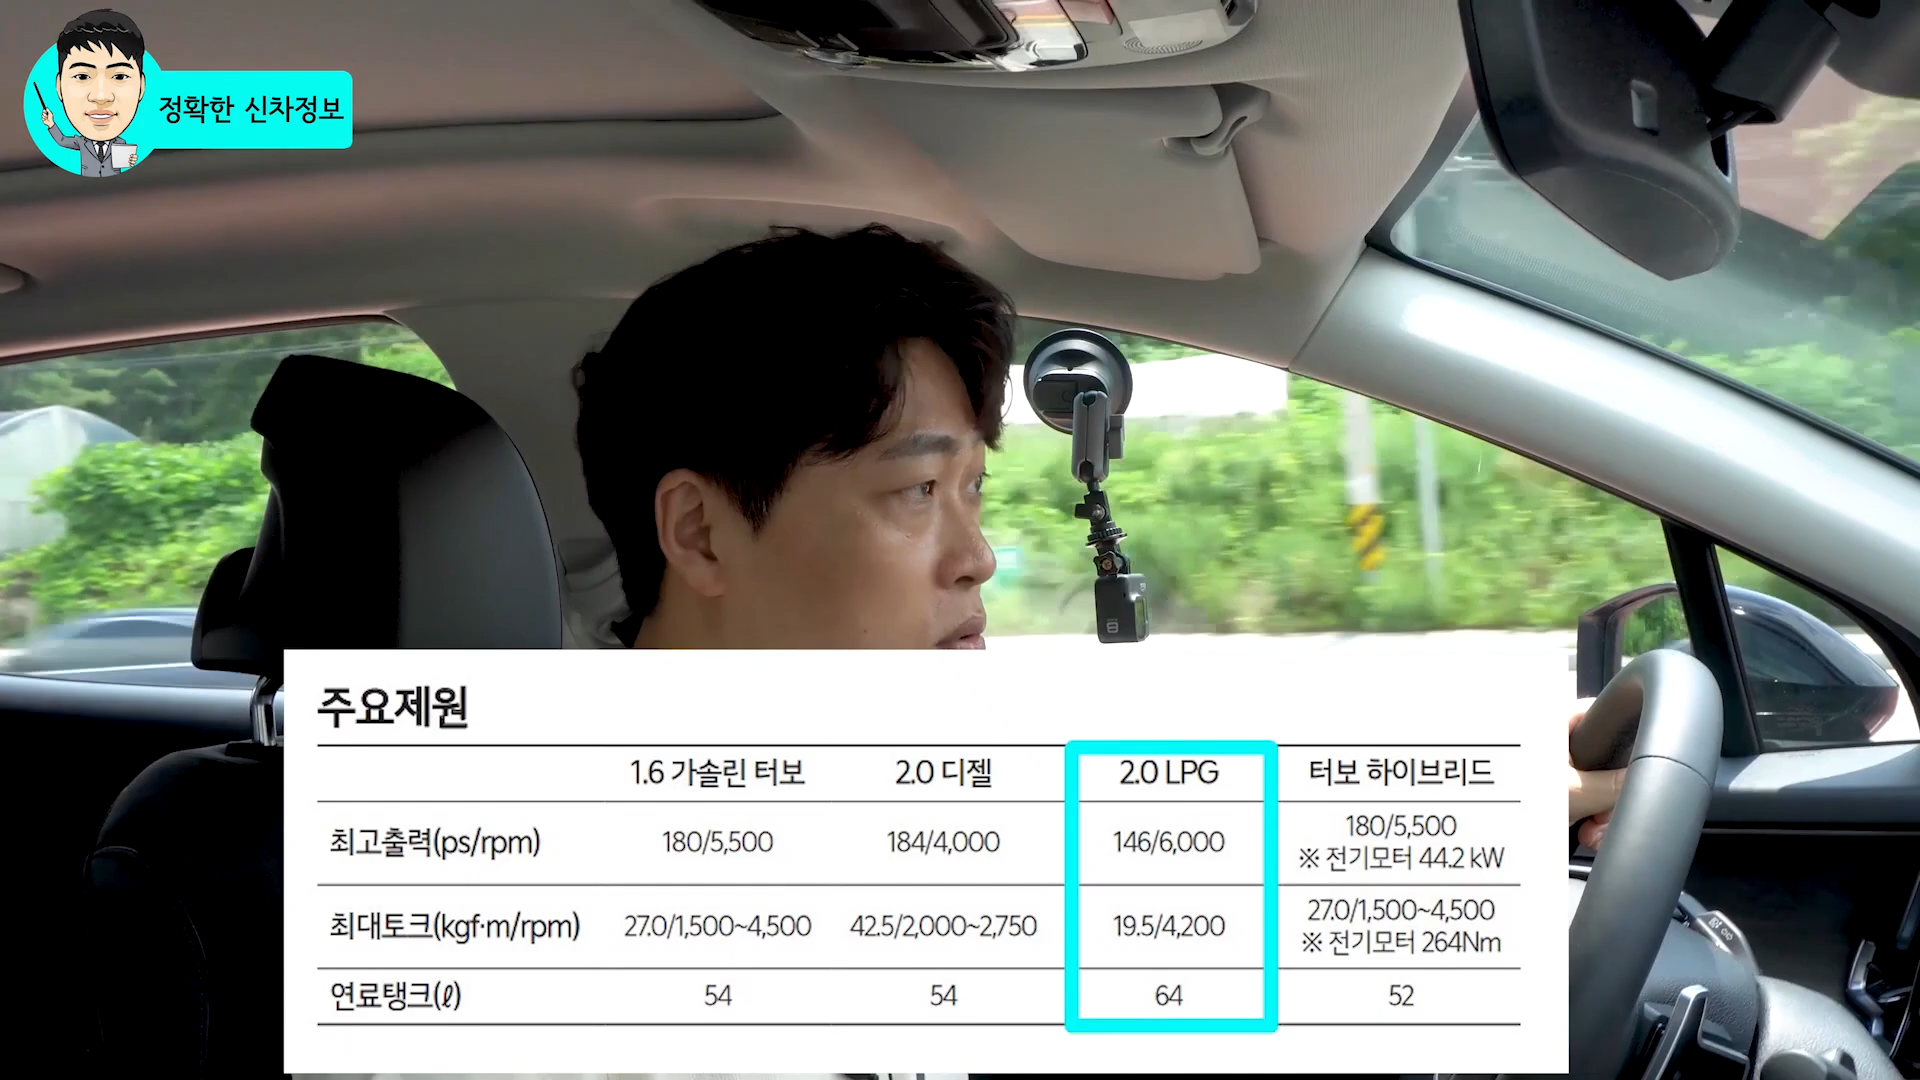 정확한 신차정보
주요제원
1.6 가솔린 터보 2.0 디젤 2.0 LPG 터보 하이브리드
최고출력(ps/rpm) 180/5,500 184/4,000 146/6,000 180/5,500
※ 전기모터 44.2 kW
최대토크(kgf·m/rpm) 27.0/1,500~4,500 42.5/2,000~2,750 19.5/4,200 27.0/1,500~4,500
※ 전기모터 264Nm
연료탱크(ℓ) 54 54 64 52